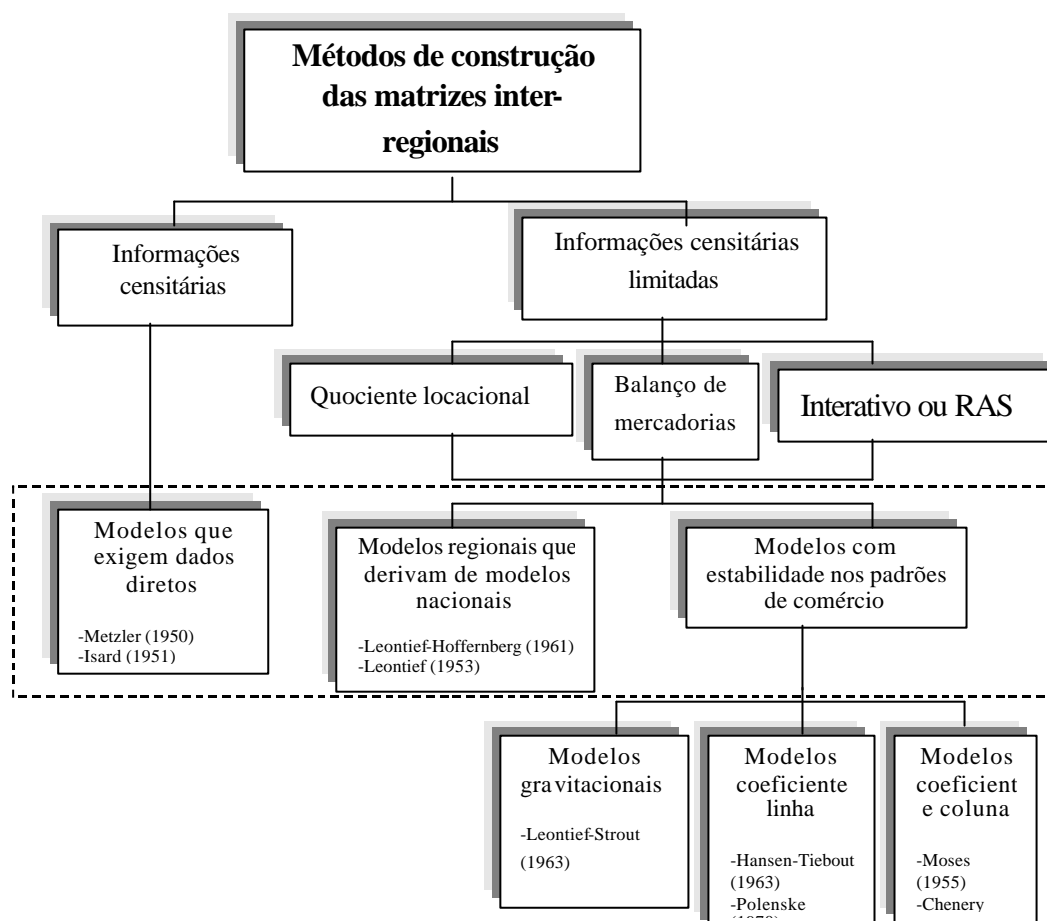 Métodos de construção
das matrizes inter-
regionais
Informações
censitárias
Informações censitárias
limitadas
Quociente locacional
Balanço de
mercadorias
Interativo ou RAS
Modelos que
exigem dados
diretos
-Metzler (1950)
-Isard (1951)
Modelos regionais que
derivam de modelos
nacionais
-Leontief-Hoffernberg (1961)
-Leontief (1953)
Modelos com
estabilidade nos padrões
de comércio
Modelos
gravitacionais
-Leontief-Strout
(1963)
Modelos
coeficiente
linha
-Hansen-Tiebout
(1963)
-Polenske
Modelos
coeficient
e coluna
-Moses
(1955)
-Chenery